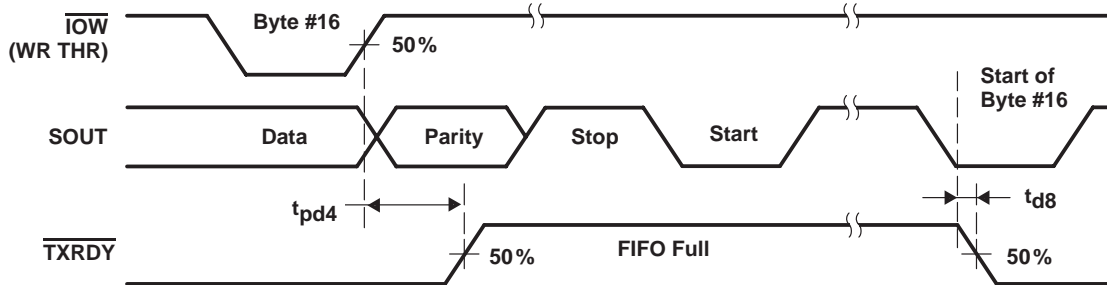 IOW
(WR THR)
Byte #16
50%
Start of
Byte #16
SOUT
Data
Parity
Stop
Start
tpd4
td8
TXRDY
50%
FIFO Full
50%